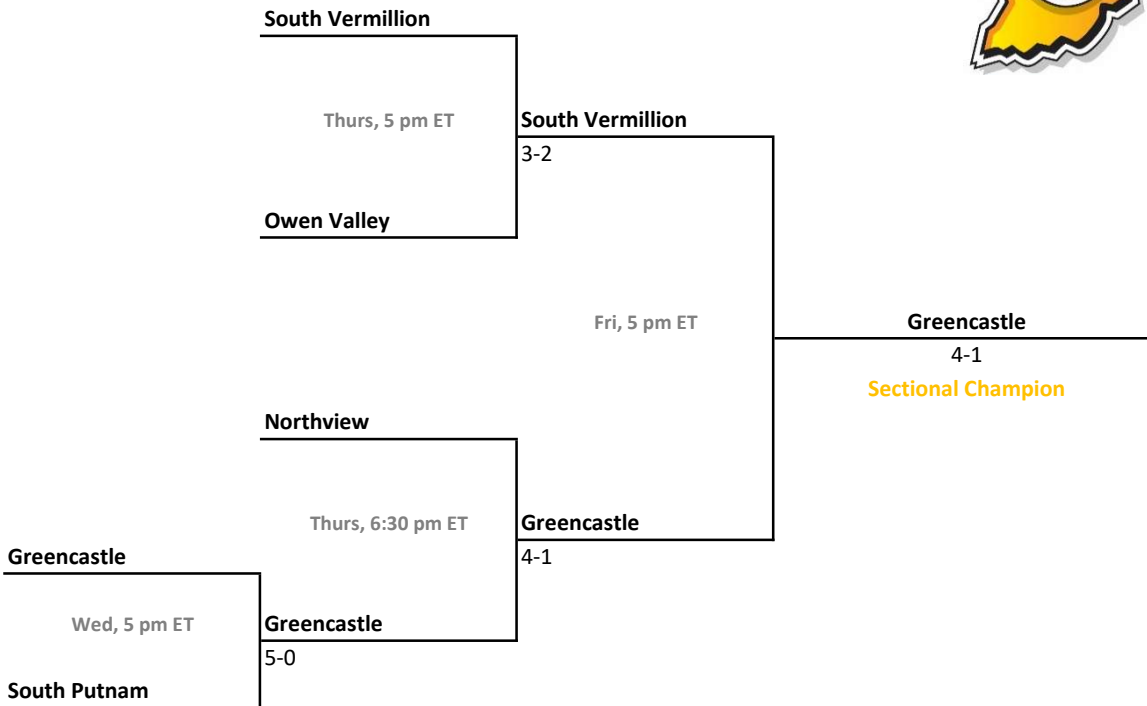 South Vermillion
Thurs, 5 pm ET
South Vermillion
3-2
Owen Valley
Fri, 5 pm ET
Greencastle
4-1
Sectional Champion
Northview
Thurs, 6:30 pm ET
Greencastle
4-1
Greencastle
Wed, 5 pm ET
Greencastle
5-0
South Putnam